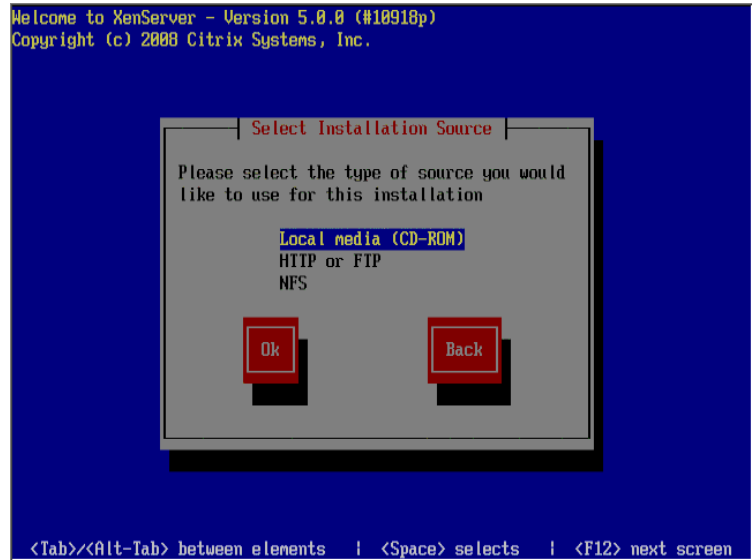 Welcome to XenServer - Version 5.0.0 (#10918p)
Copyright (c) 2008 Citrix Systems, Inc.
Select Installation Source
Please select the type of source you would
like to use for this installation
Local media (CD-ROM)
HTTP or FTP
NFS
Ok Back
<Tab>/<Alt-Tab> between elements | <Space> selects | <F12> next screen